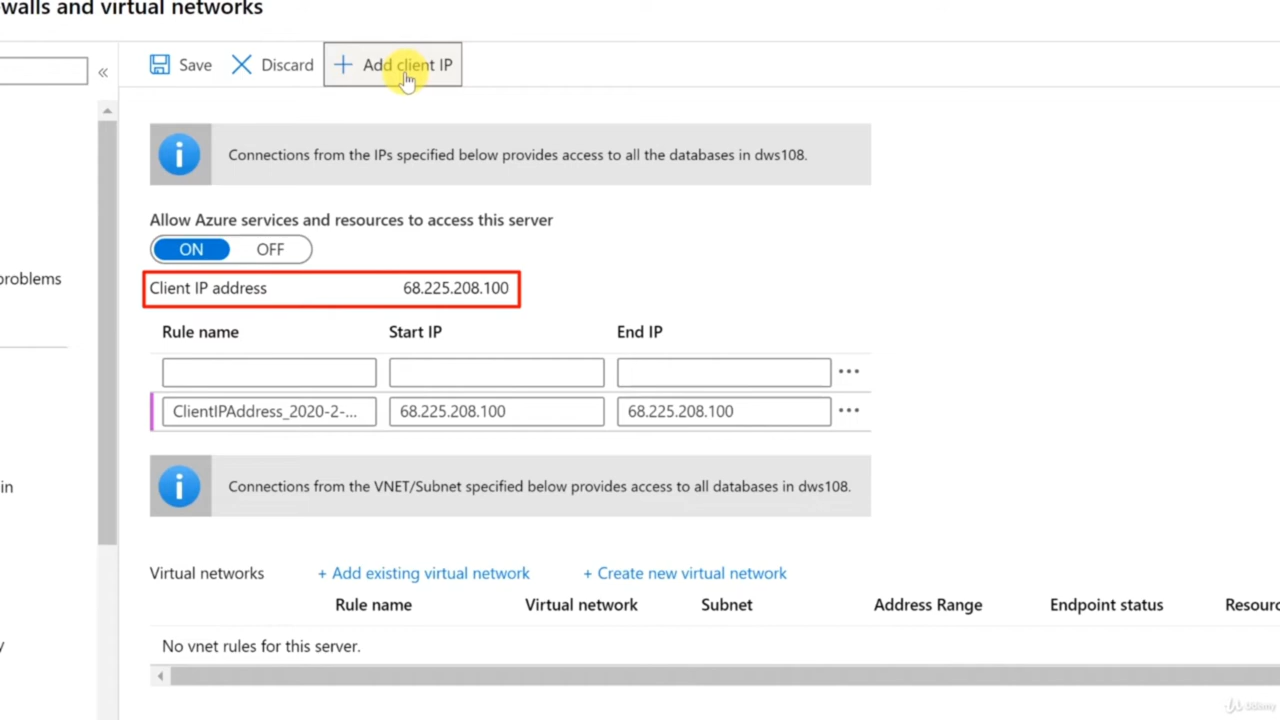 walls and virtual networks
«
Save Discard + Add client IP
Connections from the IPs specified below provides access to all the databases in dws108.
Allow Azure services and resources to access this server
ON OFF
problems
Client IP address 68.225.208.100
Rule name Start IP End IP
...
ClientIPAddress_2020-2-... 68.225.208.100 68.225.208.100 ...
in
Connections from the VNET/Subnet specified below provides access to all databases in dws108.
Virtual networks + Add existing virtual network + Create new virtual network
Rule name Virtual network Subnet Address Range Endpoint status Resourc
y
No vnet rules for this server.
Udemy